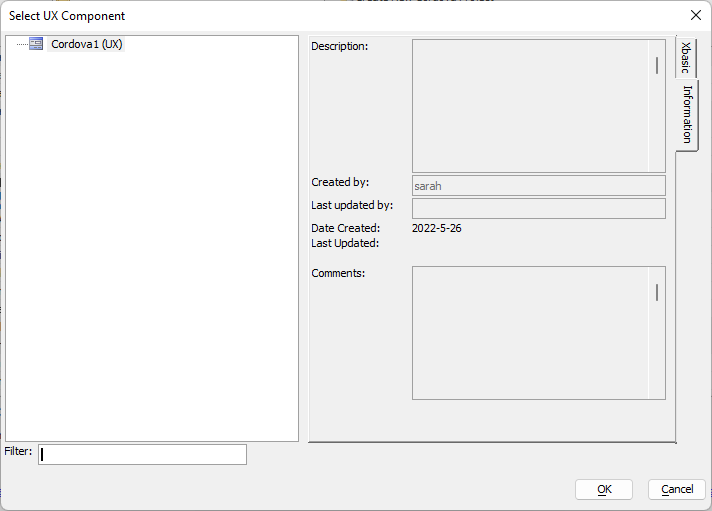 Select UX Component
Cordova1 (UX)
Description:
Xbasic
Information
Created by:
sarah
Last updated by:
Date Created:
2022-5-26
Last Updated:
Comments:
Filter:
OK
Cancel